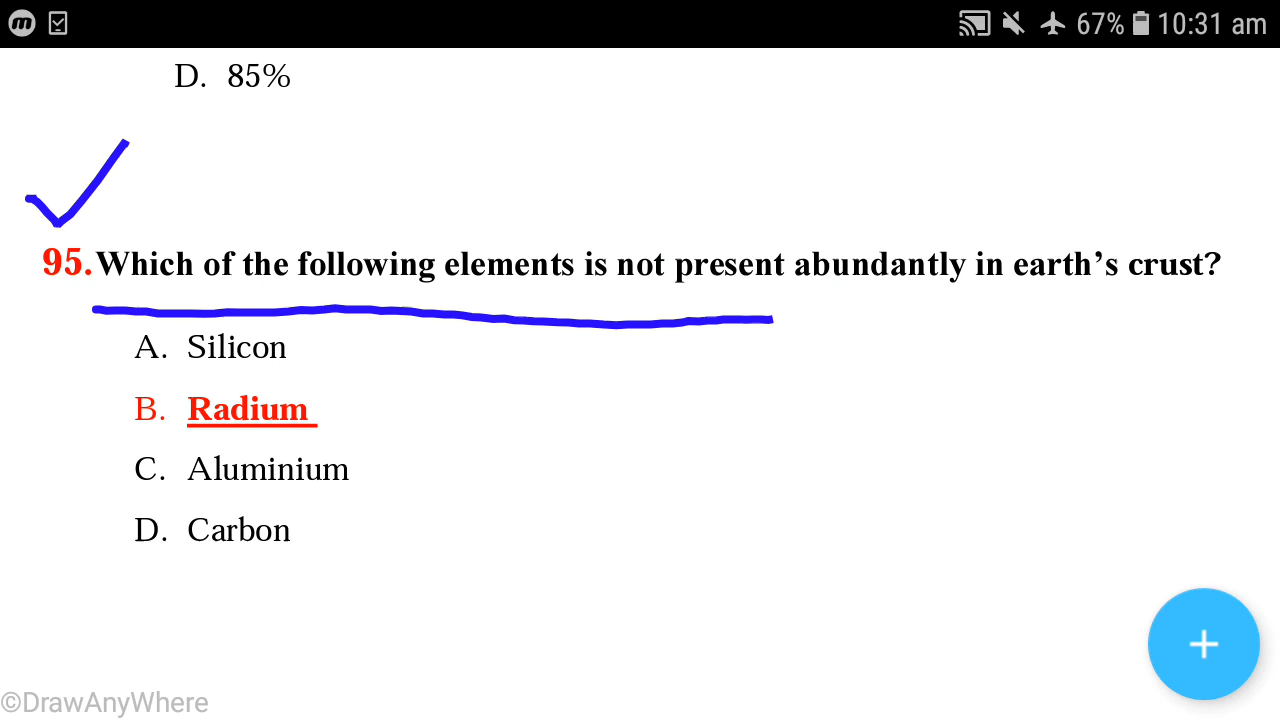 67% 10:31 am
D. 85%
95. Which of the following elements is not present abundantly in earth’s crust?
A. Silicon
B. Radium
C. Aluminium
D. Carbon
©DrawAnyWhere